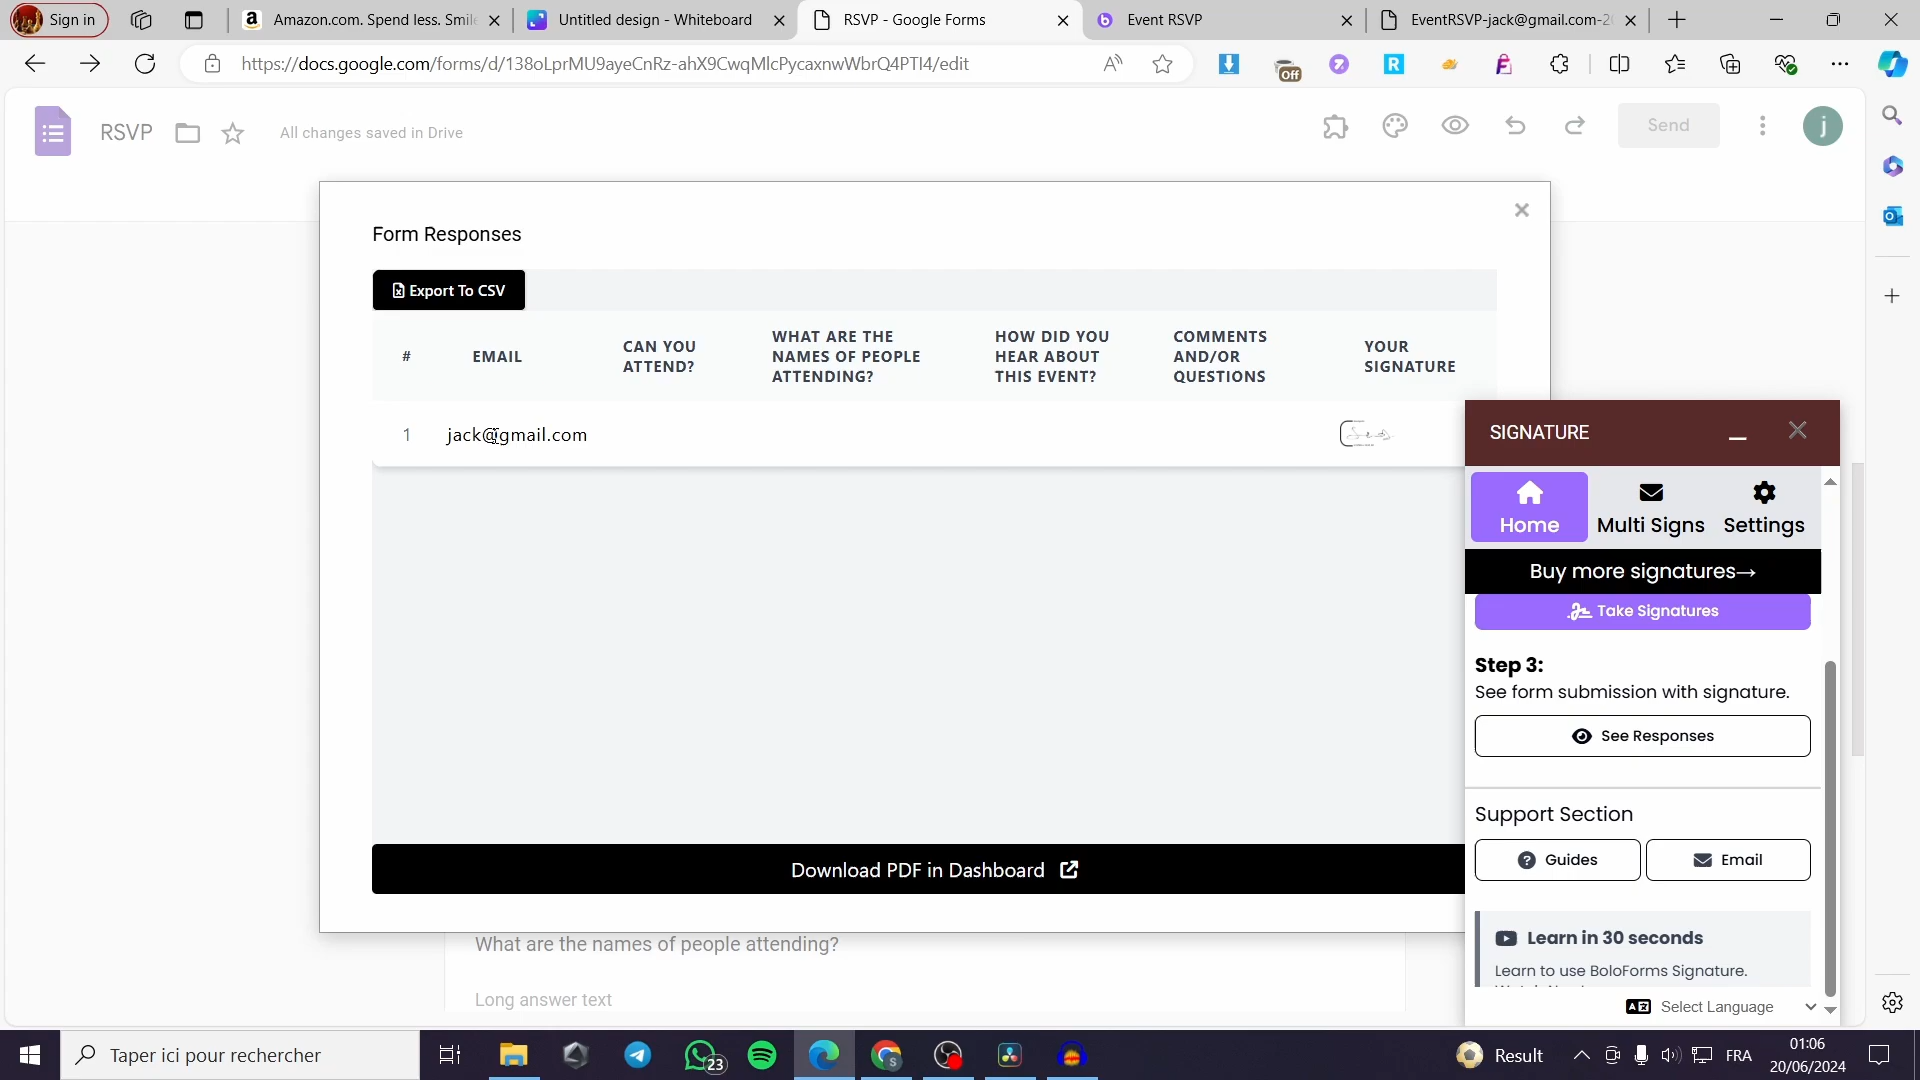 Sign in
Amazon.com. Spend less. Smile
Untitled design - Whiteboard
RSVP - Google Forms
Event RSVP
EventRSVP-jack@gmail.com-20
https://docs.google.com/forms/d/138oLprMU9ayeCnRz-ahX9CwqMlcPycaxnwWbrQ4PTI4/edit
Off
RSVP
All changes saved in Drive
Send
j
Form Responses
Export To CSV
#
EMAIL
CAN YOU
ATTEND?
WHAT ARE THE
NAMES OF PEOPLE
ATTENDING?
HOW DID YOU
HEAR ABOUT
THIS EVENT?
COMMENTS
AND/OR
QUESTIONS
YOUR
SIGNATURE
1
jack@gmail.com
Download PDF in Dashboard
What are the names of people attending?
Long answer text
SIGNATURE
Home
Multi Signs
Settings
Buy more signatures→
Take Signatures
Step 3:
See form submission with signature.
See Responses
Support Section
Guides
Email
Learn in 30 seconds
Learn to use BoloForms Signature.
Select Language
Taper ici pour rechercher
23
Result
FRA
01:06
20/06/2024